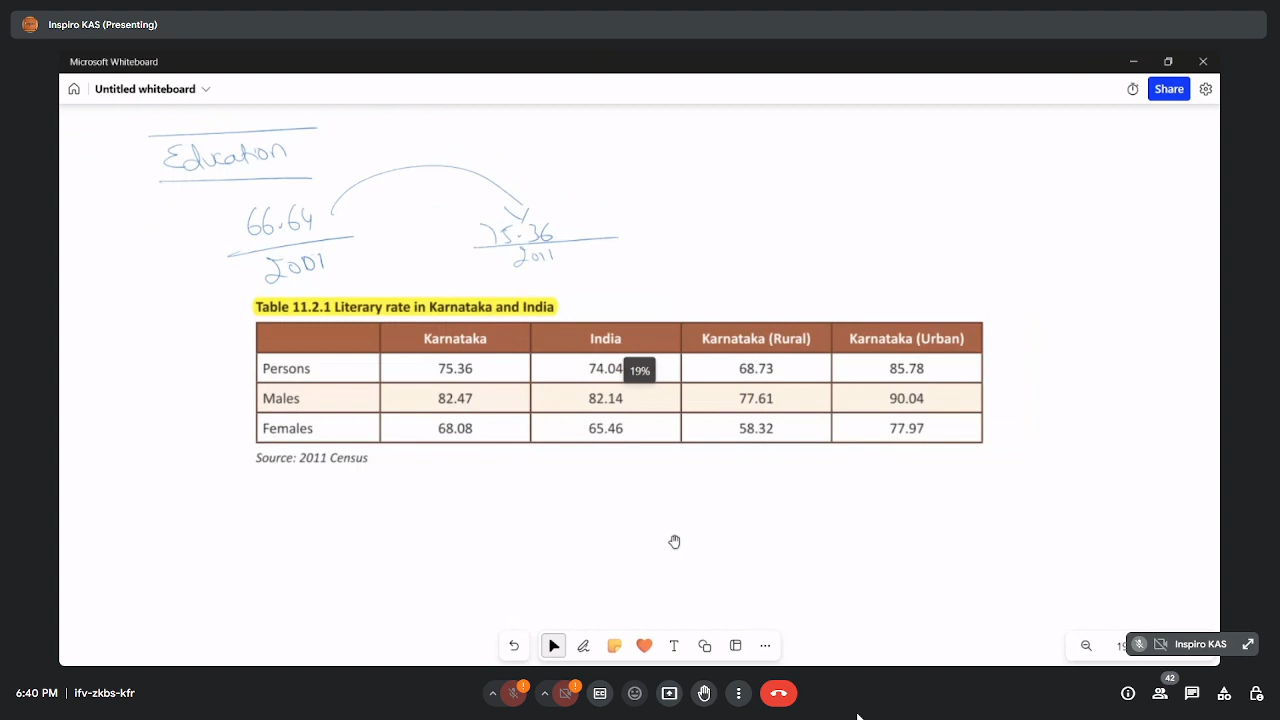 Inspiro KAS (Presenting)
Microsoft Whiteboard
Untitled whiteboard
Share
Education
66.64
2001
75.36
2011
Table 11.2.1 Literary rate in Karnataka and India
Karnataka India Karnataka (Rural) Karnataka (Urban)
Persons 75.36 74.04 68.73 85.78
19%
Males 82.47 82.14 77.61 90.04
Females 68.08 65.46 58.32 77.97
Source: 2011 Census
T
Inspiro KAS
6:40 PM | lfv-zkbs-kfr
42